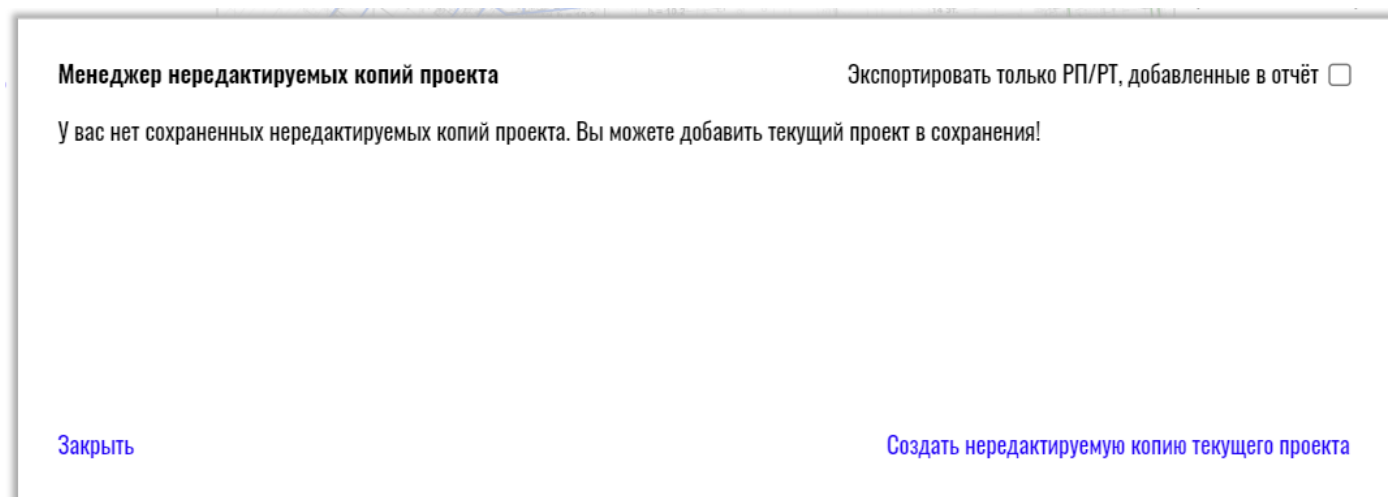 Менеджер нередактируемых копий проекта
Экспортировать только РП/РТ, добавленные в отчёт
У вас нет сохраненных нередактируемых копий проекта. Вы можете добавить текущий проект в сохранения!
Закрыть
Создать нередактируемую копию текущего проекта